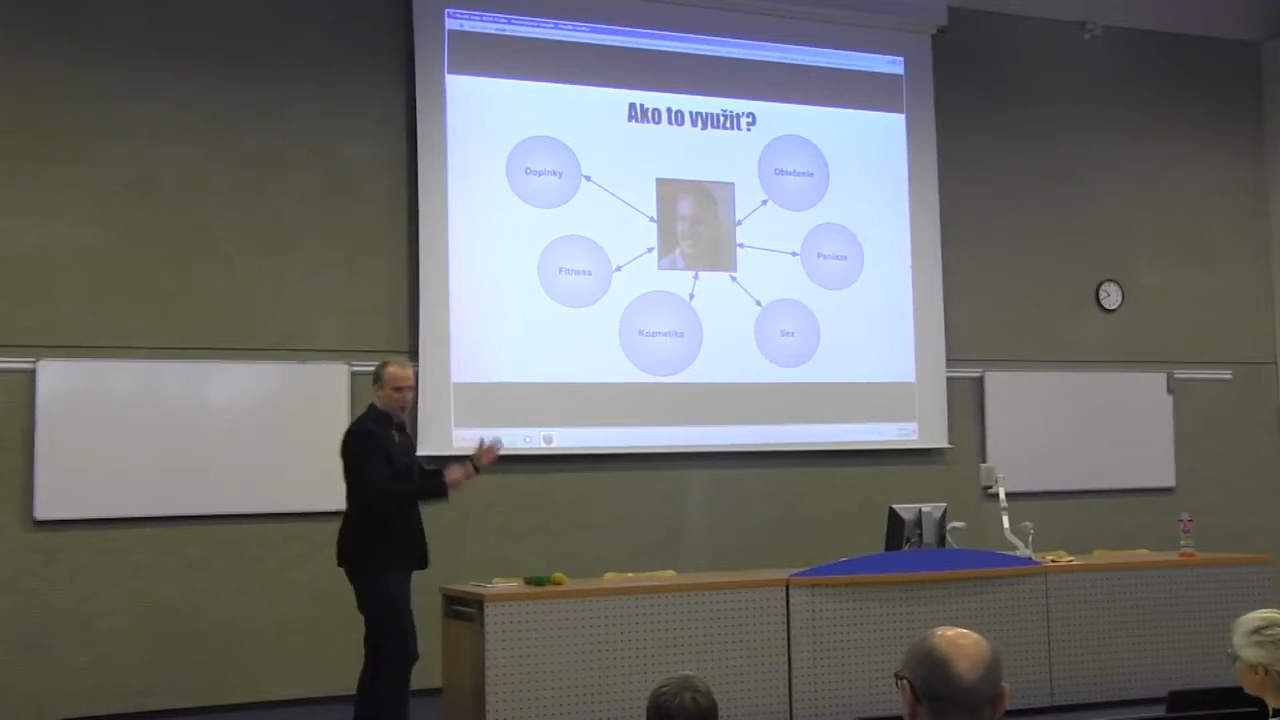 Ako to využiť?
Doplnky
Oblečenie
Fitness
Peniaze
Kozmetika
Sex